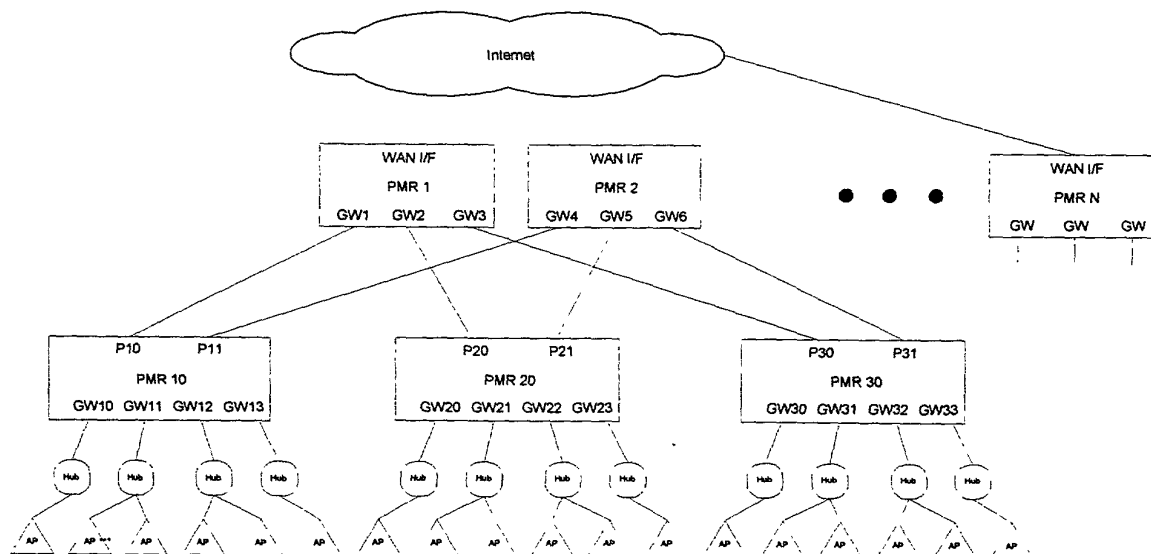 Internet
WAN I/F WAN I/F WAN I/F
PMR 1 PMR 2 PMR N
GW1 GW2 GW3 GW4 GW5 GW6 GW GW GW
P10 P11 P20 P21 P30 P31
PMR 10 PMR 20 PMR 30
GW10 GW11 GW12 GW13 GW20 GW21 GW22 GW23 GW30 GW31 GW32 GW33
Hub Hub Hub Hub Hub Hub Hub Hub Hub Hub Hub Hub
AP AP *** AP AP AP AP AP AP AP AP AP AP AP AP AP AP AP AP